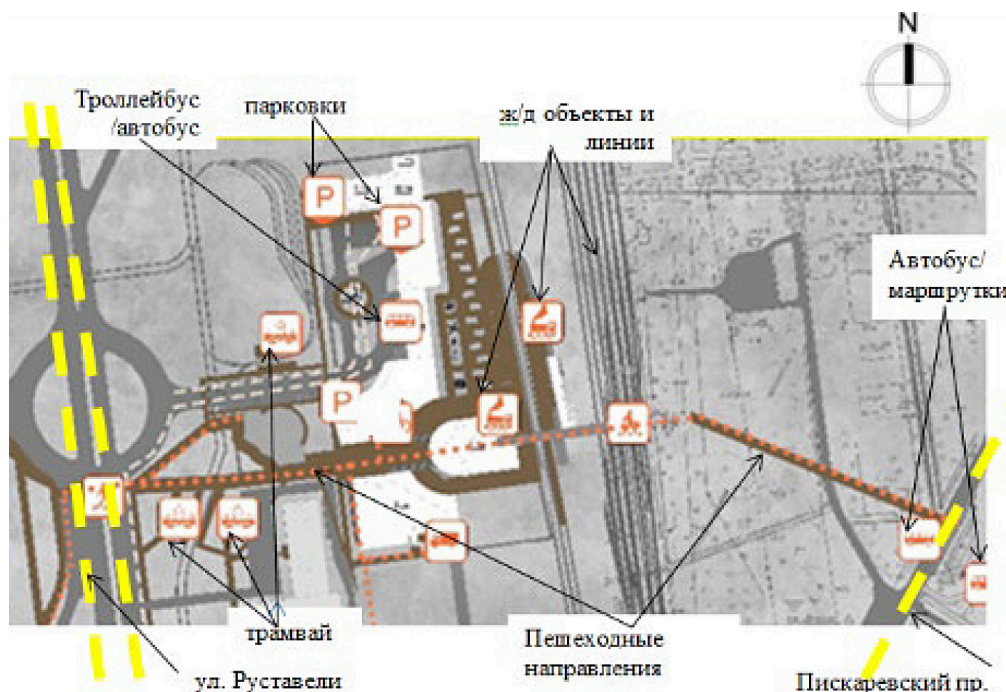 N
Троллейбус
/автобус
парковки
ж/д объекты и
линии
P
P
Автобус/
маршрутки
P
трамвай
ул. Руставели
Пешеходные
направления
Пискаревский пр.